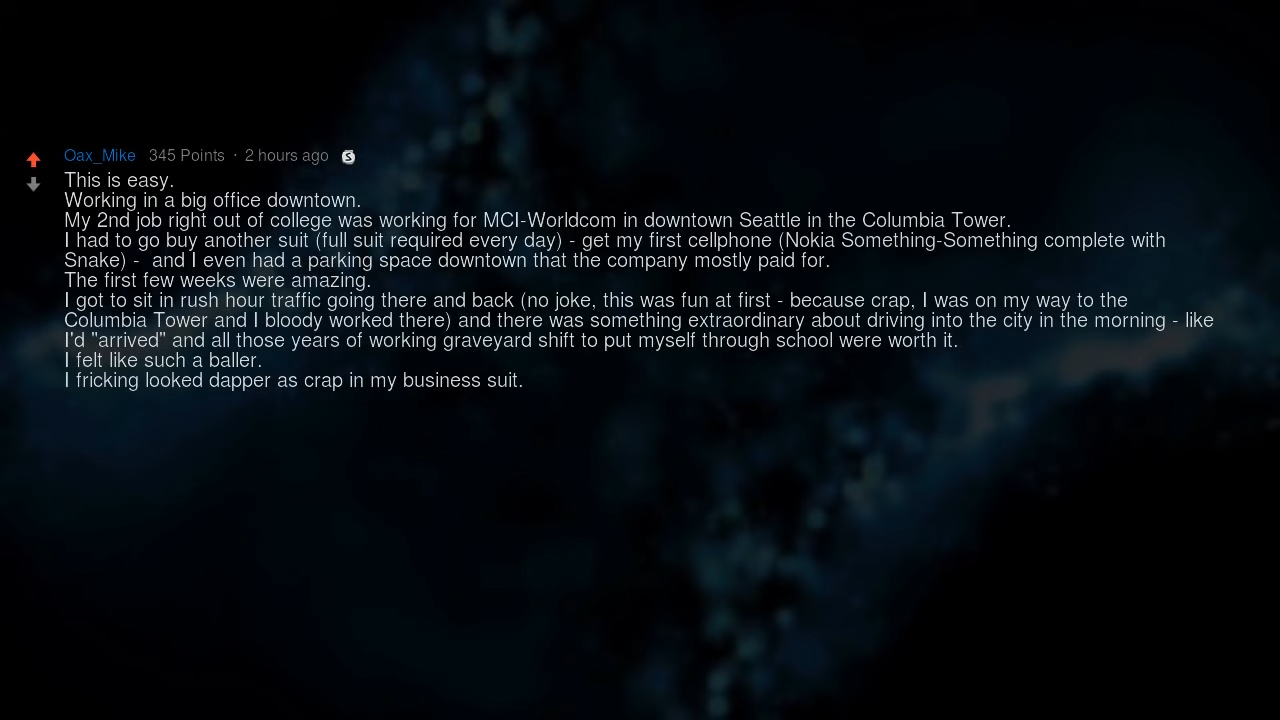 Oax_Mike 345 Points · 2 hours ago
This is easy.
Working in a big office downtown.
My 2nd job right out of college was working for MCI-Worldcom in downtown Seattle in the Columbia Tower.
I had to go buy another suit (full suit required every day) - get my first cellphone (Nokia Something-Something complete with
Snake) -  and I even had a parking space downtown that the company mostly paid for.
The first few weeks were amazing.
I got to sit in rush hour traffic going there and back (no joke, this was fun at first - because crap, I was on my way to the
Columbia Tower and I bloody worked there) and there was something extraordinary about driving into the city in the morning - like
I'd "arrived" and all those years of working graveyard shift to put myself through school were worth it.
I felt like such a baller.
I fricking looked dapper as crap in my business suit.